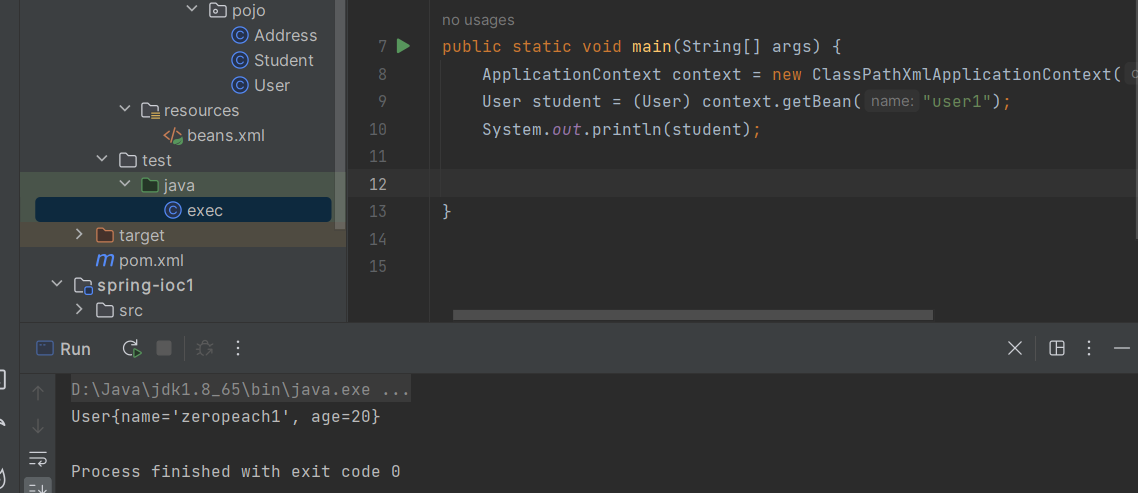 pojo
Address
Student
User
resources
beans.xml
test
java
exec
target
pom.xml
spring-ioc1
src
no usages
7 public static void main(String[] args) {
8 ApplicationContext context = new ClassPathXmlApplicationContext(
9 User student = (User) context.getBean( name: "user1");
10 System.out.println(student);
11
12
13 }
14
15
Run
D:\Java\jdk1.8_65\bin\java.exe ...
User{name='zeropeach1', age=20}
Process finished with exit code 0